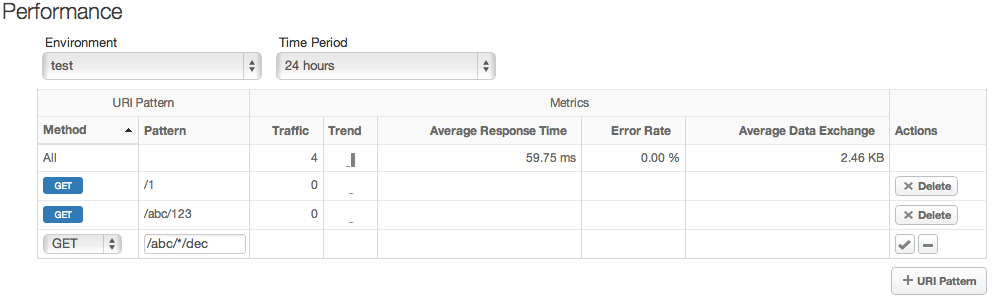 Performance
Environment Time Period
test 24 hours
URI Pattern Metrics
Method Pattern Traffic Trend Average Response Time Error Rate Average Data Exchange Actions
All 4 59.75 ms 0.00 % 2.46 KB
GET /1 0 Delete
GET /abc/123 0 Delete
GET /abc/*/dec
+ URI Pattern